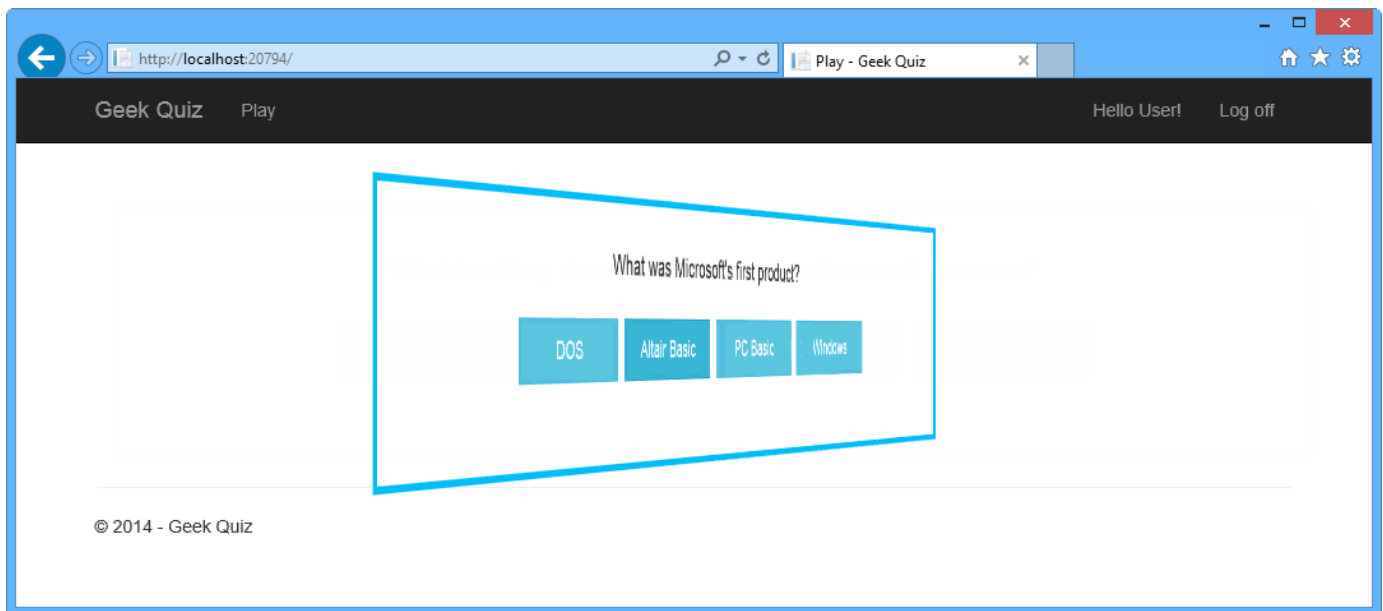 http://localhost:20794/
Play - Geek Quiz
Geek Quiz Play Hello User! Log off
What was Microsoft's first product?
DOS Altair Basic PC Basic Windows
© 2014 - Geek Quiz